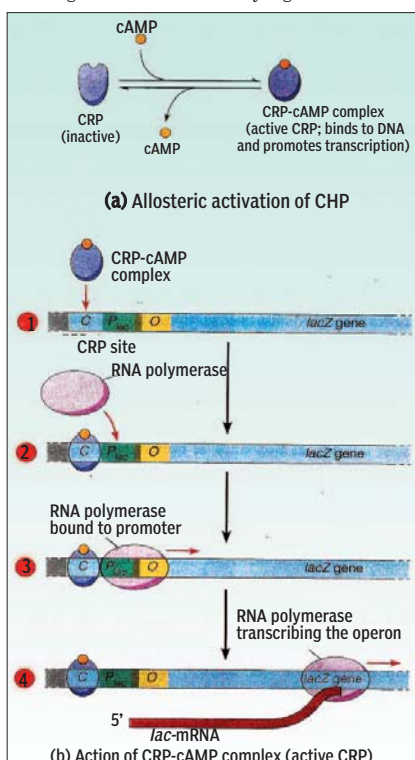 cAMP
CRP
(inactive)
cAMP
CRP-cAMP complex
(active CRP; binds to DNA
and promotes transcription)
(a) Allosteric activation of CHP
CRP-cAMP
complex
1
C
P lac
O
lacZ gene
CRP site
RNA polymerase
2
C
P lac
O
lacZ gene
RNA polymerase
bound to promoter
3
C
P lac
O
lacZ gene
RNA polymerase
transcribing the operon
4
C
P lac
O
lacZ gene
5'
lac-mRNA
(b) Action of CRP-cAMP complex (active CRP)